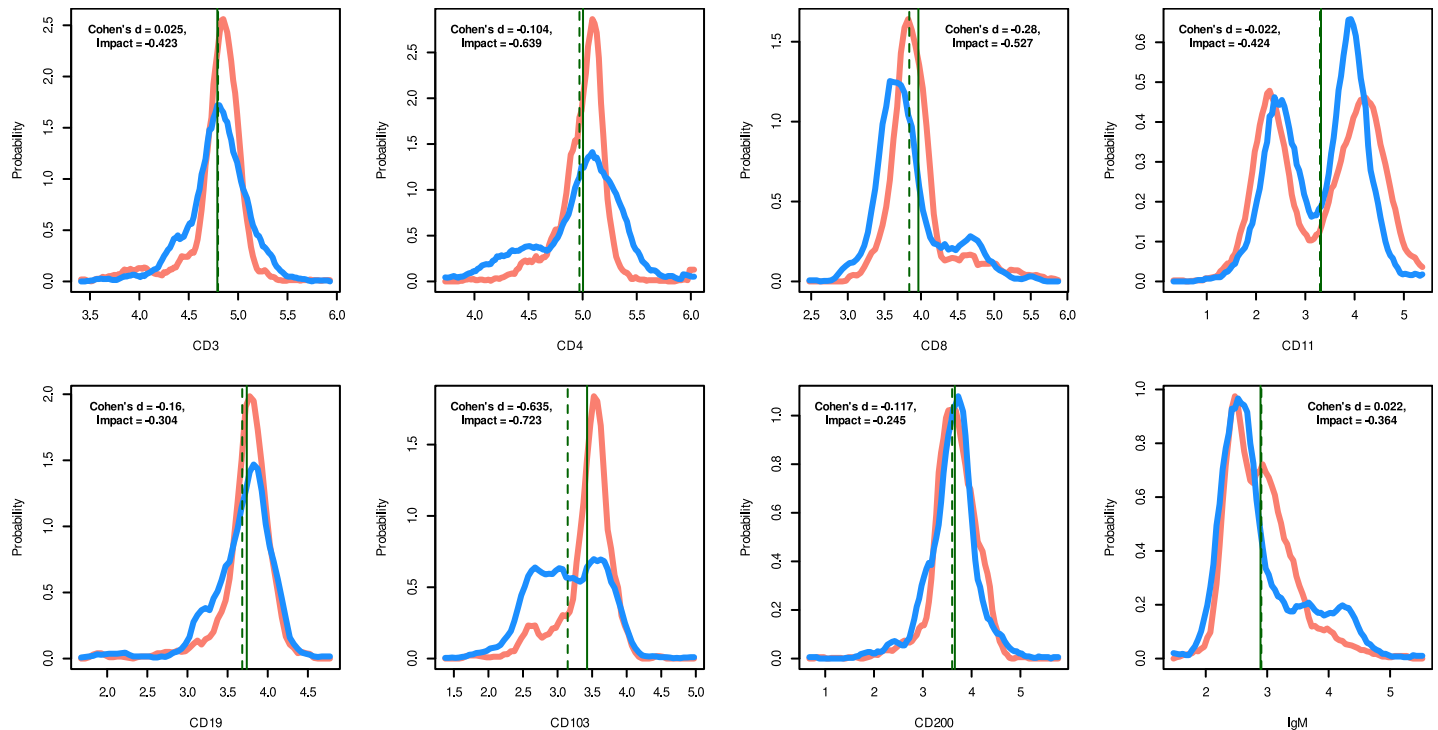 Cohen's d = 0.025,
Impact = -0.423
Probability
0.0 0.5 1.0 1.5 2.0 2.5
3.5 4.0 4.5 5.0 5.5 6.0
CD3
Cohen's d = -0.104,
Impact = -0.639
Probability
0.0 0.5 1.0 1.5 2.0 2.5
4.0 4.5 5.0 5.5 6.0
CD4
Cohen's d = -0.28,
Impact = -0.527
Probability
0.0 0.5 1.0 1.5
2.5 3.0 3.5 4.0 4.5 5.0 5.5 6.0
CD8
Cohen's d = -0.022,
Impact = -0.424
Probability
0.0 0.1 0.2 0.3 0.4 0.5 0.6
1 2 3 4 5
CD11
Cohen's d = -0.16,
Impact = -0.304
Probability
0.0 0.5 1.0 1.5 2.0
2.0 2.5 3.0 3.5 4.0 4.5
CD19
Cohen's d = -0.635,
Impact = -0.723
Probability
0.0 0.5 1.0 1.5
1.5 2.0 2.5 3.0 3.5 4.0 4.5 5.0
CD103
Cohen's d = -0.117,
Impact = -0.245
Probability
0.0 0.2 0.4 0.6 0.8 1.0
1 2 3 4 5
CD200
Cohen's d = 0.022,
Impact = -0.364
Probability
0.0 0.2 0.4 0.6 0.8 1.0
2 3 4 5
IgM